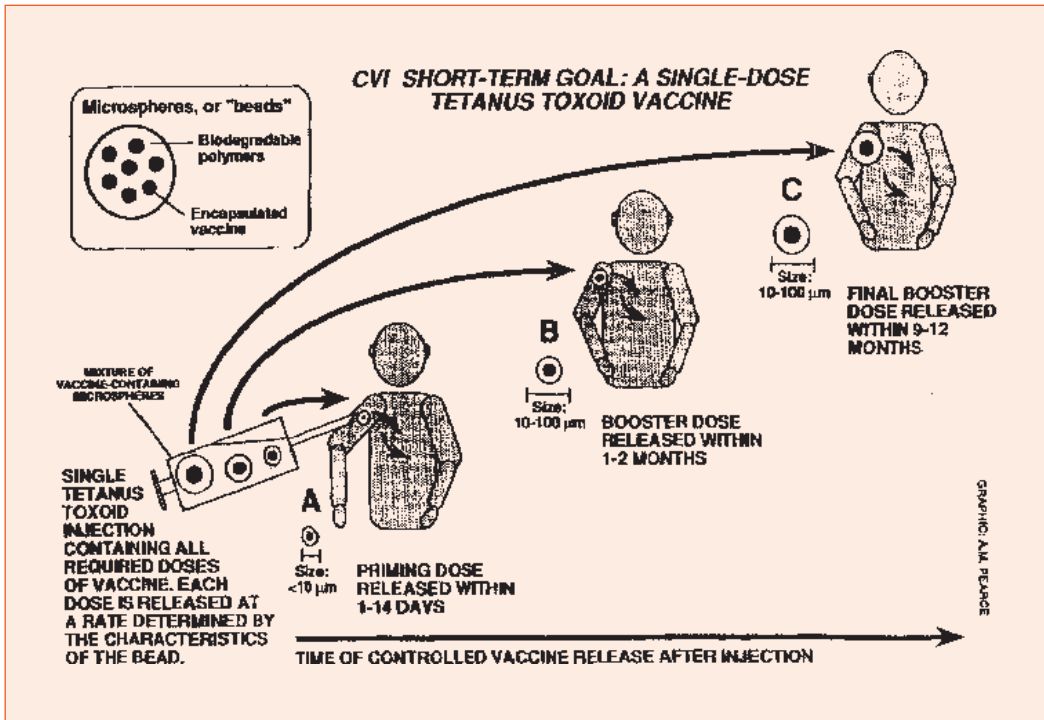 CVI SHORT-TERM GOAL: A SINGLE-DOSE
TETANUS TOXOID VACCINE
Microspheres, or "beads"
Biodegradable
polymers
Encapsulated
vaccine
MIXTURE OF
VACCINE-CONTAINING
MICROSPHERES
SINGLE
TETANUS
TOXOID
INJECTION
CONTAINING ALL
REQUIRED DOSES
OF VACCINE. EACH
DOSE IS RELEASED AT
A RATE DETERMINED BY
THE CHARACTERISTICS
OF THE BEAD.
A
Size:
<10 μm
PRIMING DOSE
RELEASED WITHIN
1-14 DAYS
B
Size:
10-100 μm
BOOSTER DOSE
RELEASED WITHIN
1-2 MONTHS
C
Size:
10-100 μm
FINAL BOOSTER
DOSE RELEASED
WITHIN 9-12
MONTHS
TIME OF CONTROLLED VACCINE RELEASE AFTER INJECTION
GRAPHIC: A.M. PEARCE